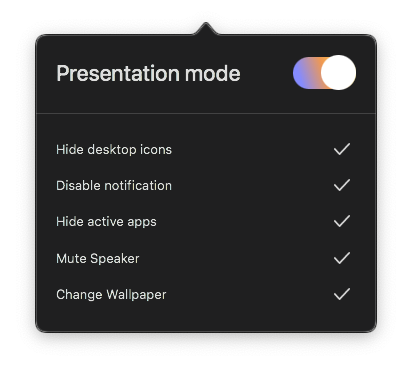 Presentation mode
Hide desktop icons
Disable notification
Hide active apps
Mute Speaker
Change Wallpaper